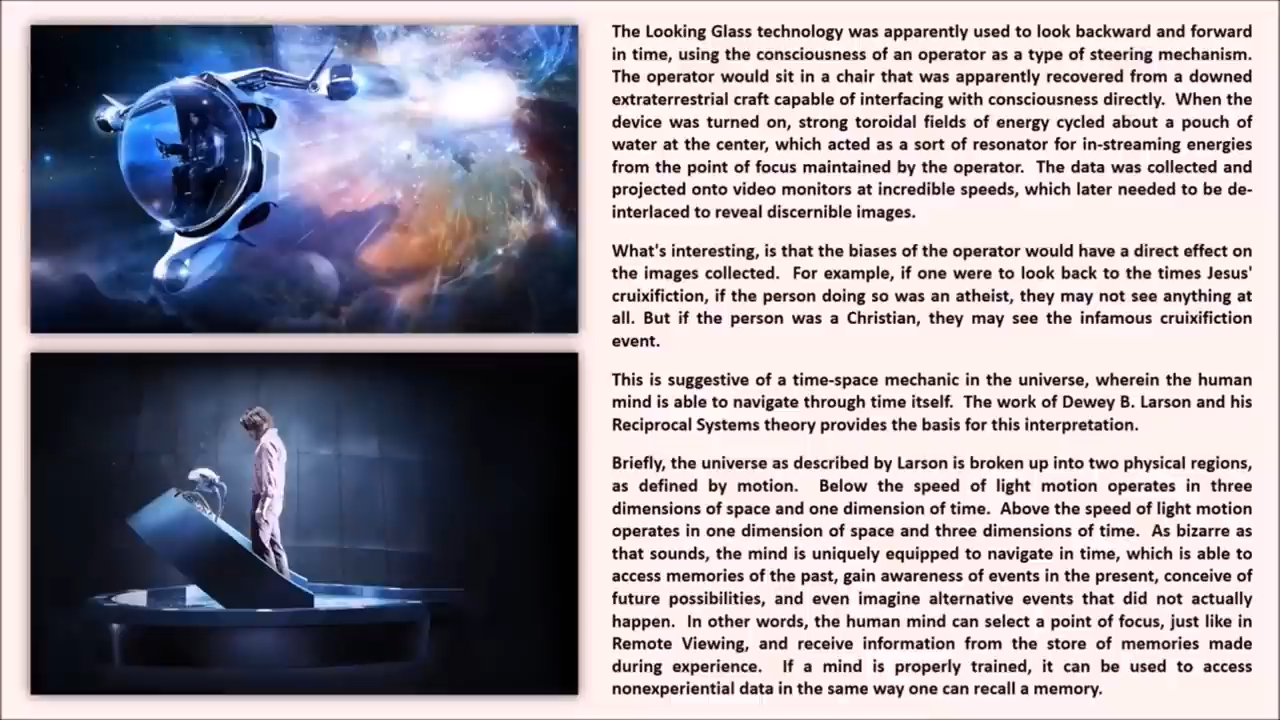 The Looking Glass technology was apparently used to look backward and forward
in time, using the consciousness of an operator as a type of steering mechanism.
The operator would sit in a chair that was apparently recovered from a downed
extraterrestrial craft capable of interfacing with consciousness directly. When the
device was turned on, strong toroidal fields of energy cycled about a pouch of
water at the center, which acted as a sort of resonator for in-streaming energies
from the point of focus maintained by the operator. The data was collected and
projected onto video monitors at incredible speeds, which later needed to be de-
interlaced to reveal discernible images.
What's interesting, is that the biases of the operator would have a direct effect on
the images collected. For example, if one were to look back to the times Jesus'
cruixifiction, if the person doing so was an atheist, they may not see anything at
all. But if the person was a Christian, they may see the infamous cruixifiction
event.
This is suggestive of a time-space mechanic in the universe, wherein the human
mind is able to navigate through time itself. The work of Dewey B. Larson and his
Reciprocal Systems theory provides the basis for this interpretation.
Briefly, the universe as described by Larson is broken up into two physical regions,
as defined by motion. Below the speed of light motion operates in three
dimensions of space and one dimension of time. Above the speed of light motion
operates in one dimension of space and three dimensions of time. As bizarre as
that sounds, the mind is uniquely equipped to navigate in time, which is able to
access memories of the past, gain awareness of events in the present, conceive of
future possibilities, and even imagine alternative events that did not actually
happen. In other words, the human mind can select a point of focus, just like in
Remote Viewing, and receive information from the store of memories made
during experience. If a mind is properly trained, it can be used to access
nonexperiential data in the same way one can recall a memory.